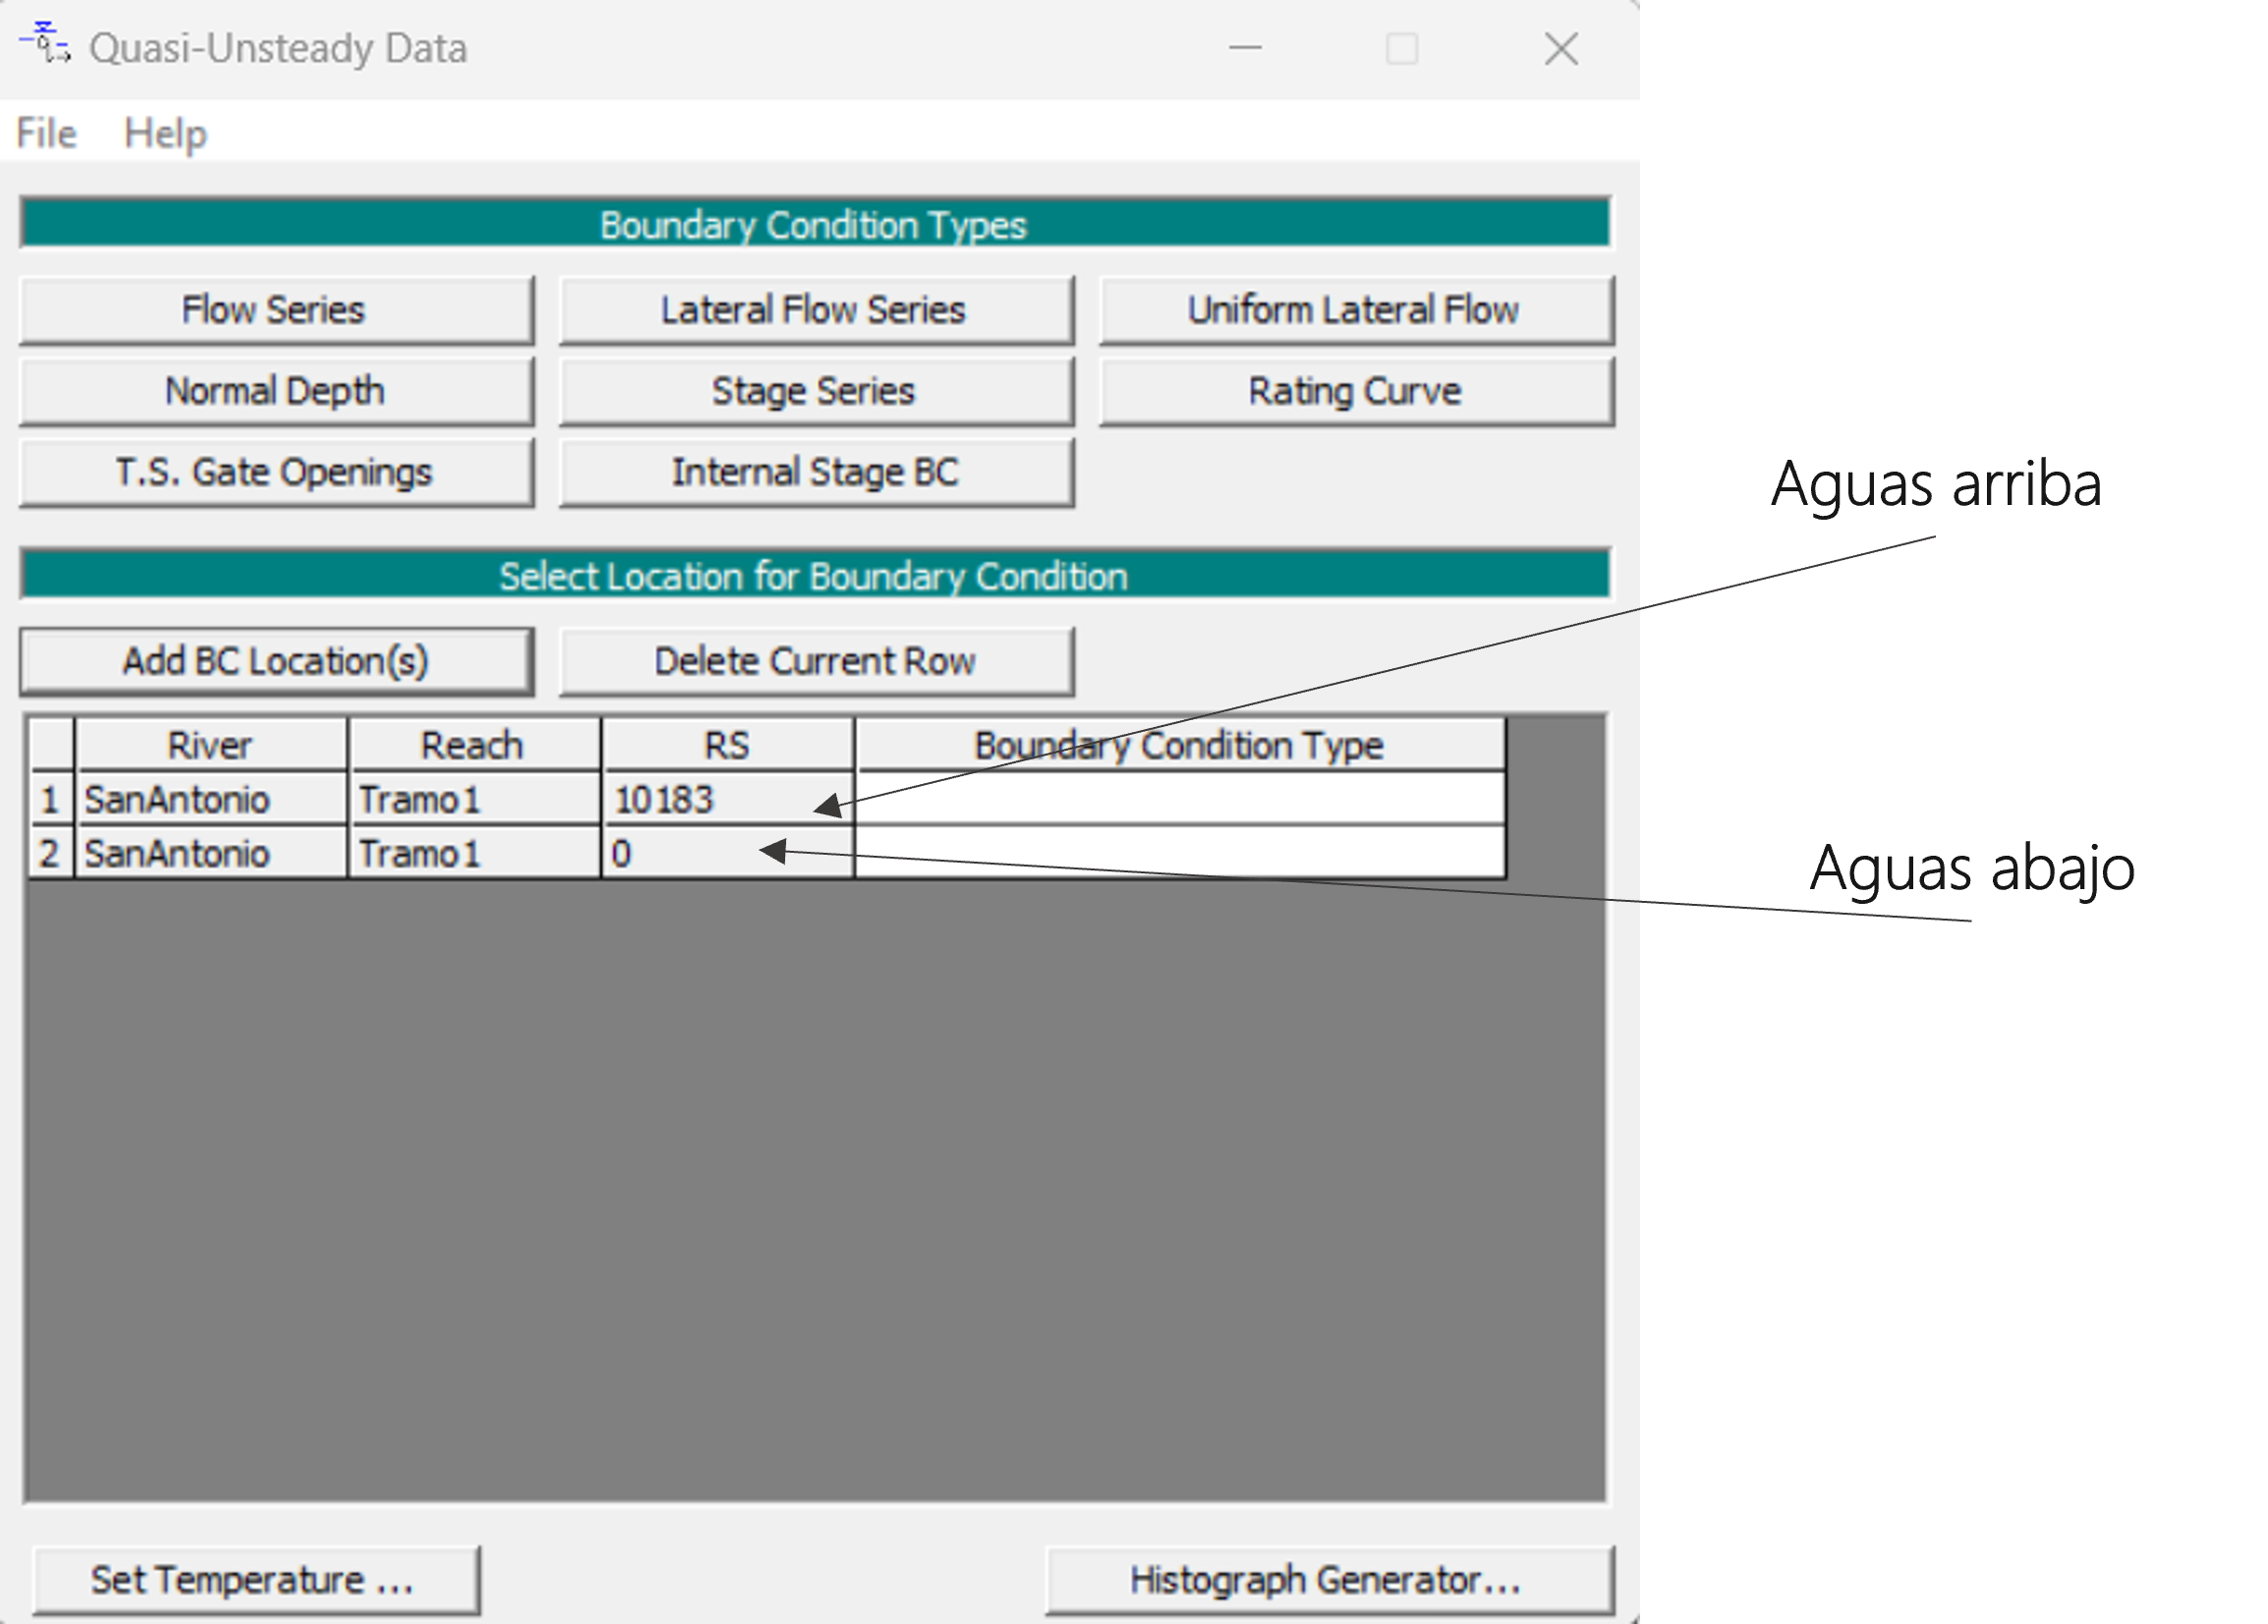 Quasi-Unsteady Data
File Help
Boundary Condition Types
Flow Series Lateral Flow Series Uniform Lateral Flow
Normal Depth Stage Series Rating Curve
T.S. Gate Openings Internal Stage BC
Aguas arriba
Select Location for Boundary Condition
Add BC Location(s) Delete Current Row
River Reach RS Boundary Condition Type
1 SanAntonio Tramo1 10183
2 SanAntonio Tramo1 0
Aguas abajo
Set Temperature ... Histograph Generator...